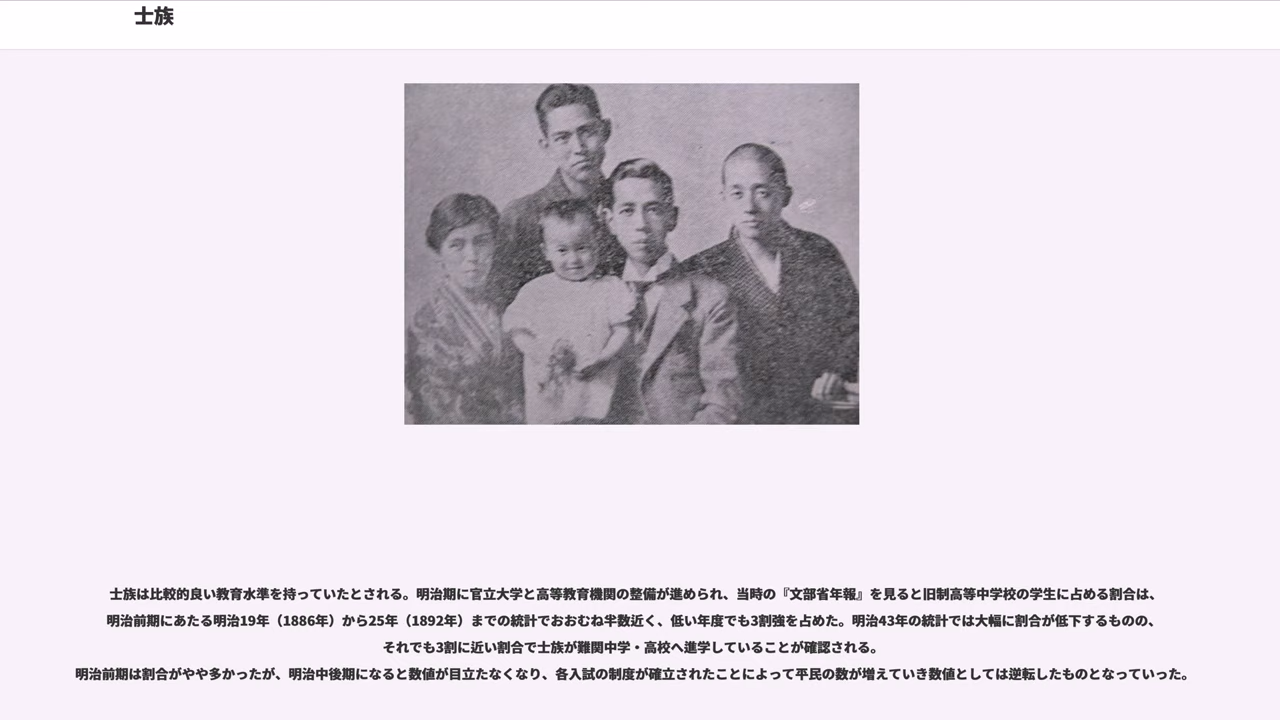 士族
士族は比較的良い教育水準を持っていたとされる。明治期に官立大学と高等教育機関の整備が進められ、当時の『文部省年報』を見ると旧制高等中学校の学生に占める割合は、
明治前期にあたる明治19年（1886年）から25年（1892年）までの統計でおおむね半数近く、低い年度でも3割強を占めた。明治43年の統計では大幅に割合が低下するものの、
それでも3割に近い割合で士族が難関中学・高校へ進学していることが確認される。
明治前期は割合がやや多かったが、明治中後期になると数値が目立たなくなり、各入試の制度が確立されたことによって平民の数が増えていき数値としては逆転したものとなっていった。